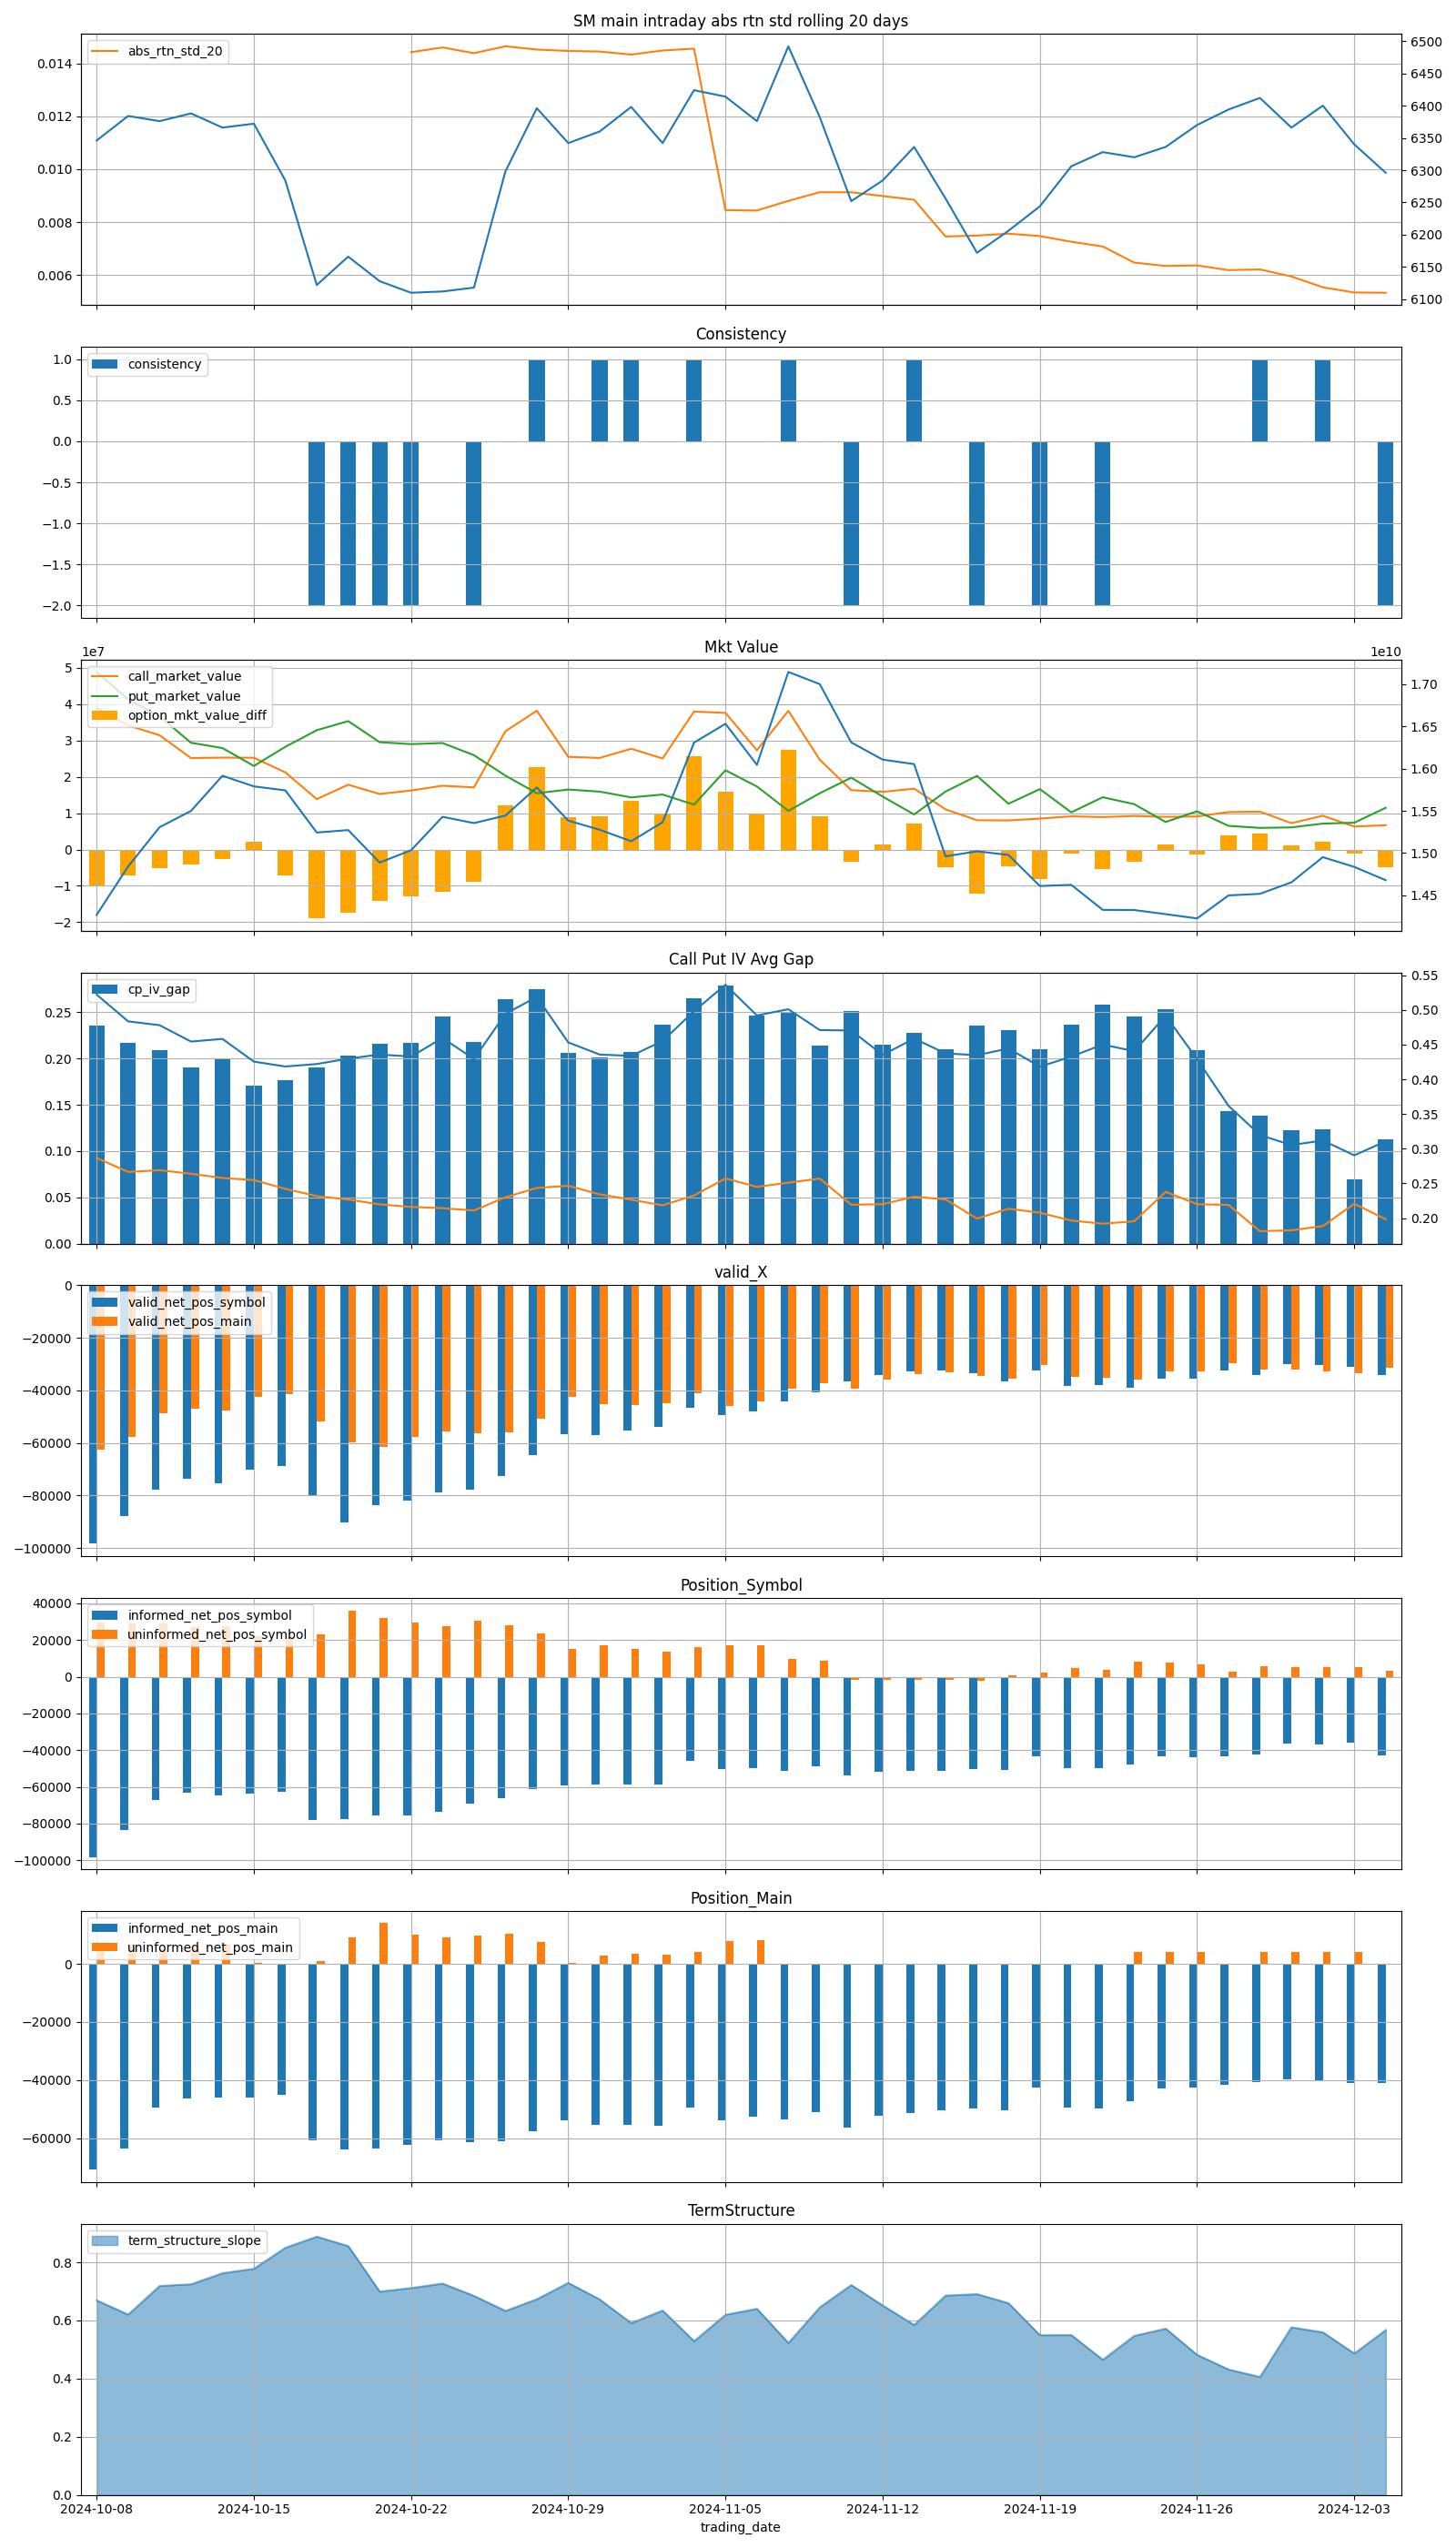 SM main intraday abs rtn std rolling 20 days
abs_rtn_std_20
0.014
0.012
0.010
0.008
0.006
6500
6450
6400
6350
6300
6250
6200
6150
6100
Consistency
consistency
1.0
0.5
0.0
−0.5
−1.0
−1.5
−2.0
Mkt Value
1e7
1e10
call_market_value
put_market_value
option_mkt_value_diff
5
4
3
2
1
0
−1
−2
1.70
1.65
1.60
1.55
1.50
1.45
Call Put IV Avg Gap
cp_iv_gap
0.25
0.20
0.15
0.10
0.05
0.00
0.55
0.50
0.45
0.40
0.35
0.30
0.25
0.20
valid_X
valid_net_pos_symbol
valid_net_pos_main
0
−20000
−40000
−60000
−80000
−100000
Position_Symbol
informed_net_pos_symbol
uninformed_net_pos_symbol
40000
20000
0
−20000
−40000
−60000
−80000
−100000
Position_Main
informed_net_pos_main
uninformed_net_pos_main
0
−20000
−40000
−60000
TermStructure
term_structure_slope
0.8
0.6
0.4
0.2
0.0
2024-10-08 2024-10-15 2024-10-22 2024-10-29 2024-11-05 2024-11-12 2024-11-19 2024-11-26 2024-12-03
trading_date